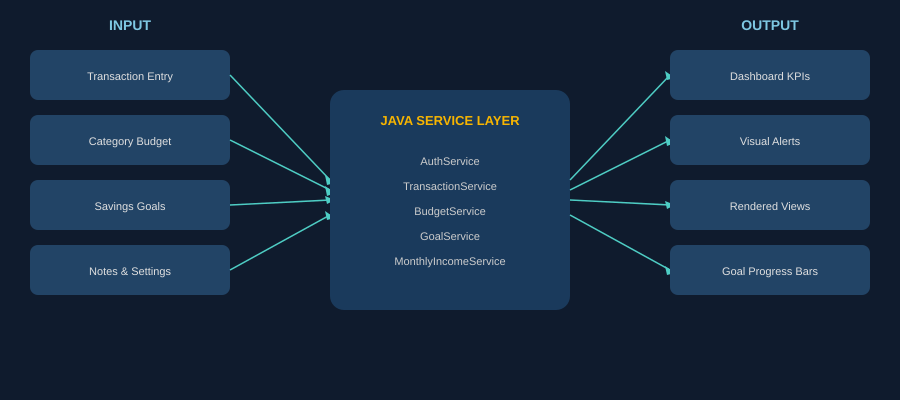 INPUT
Transaction Entry
Category Budget
Savings Goals
Notes & Settings
JAVA SERVICE LAYER
AuthService
TransactionService
BudgetService
GoalService
MonthlyIncomeService
OUTPUT
Dashboard KPIs
Visual Alerts
Rendered Views
Goal Progress Bars